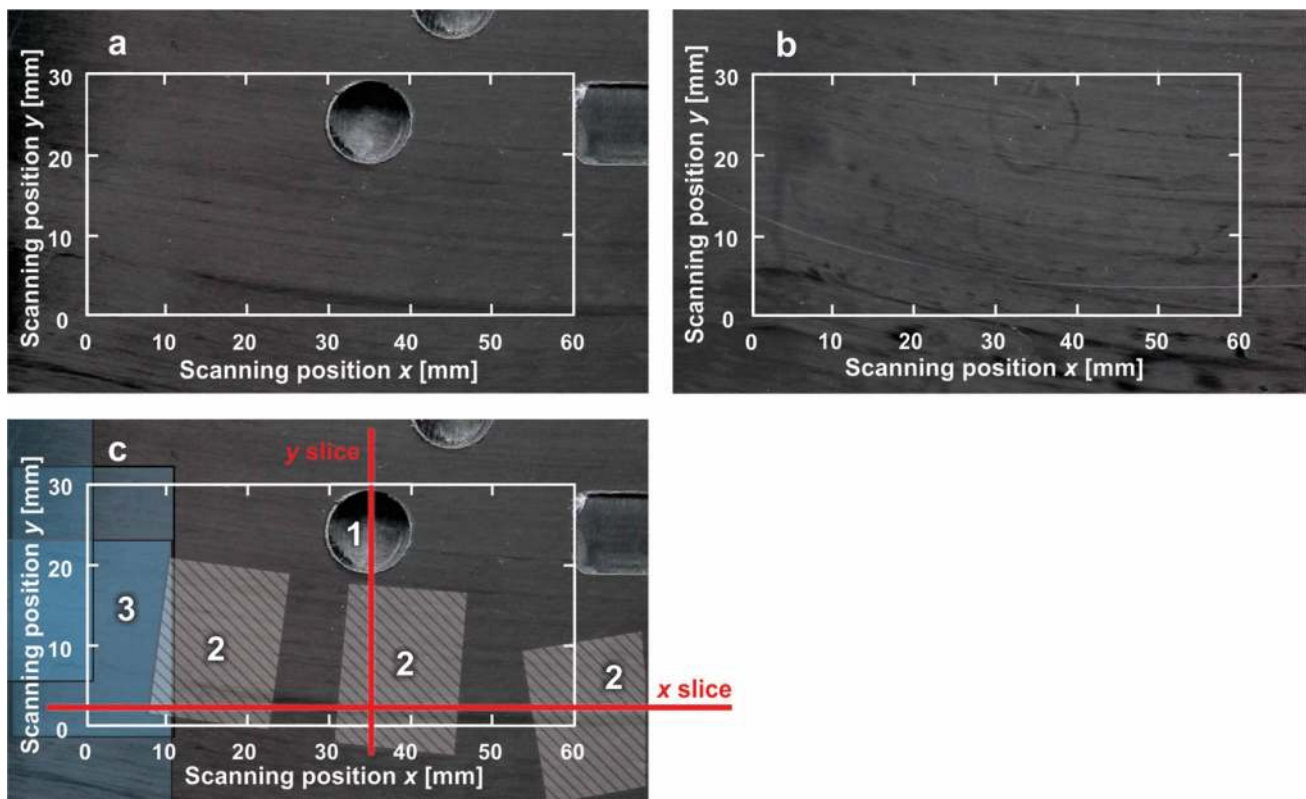 a
30
20
10
0
Scanning position y [mm]
0 10 20 30 40 50 60
Scanning position x [mm]
b
30
20
10
0
Scanning position y [mm]
0 10 20 30 40 50 60
Scanning position x [mm]
c
y slice
30
20
10
0
Scanning position y [mm]
1
3
2
2
2
x slice
0 10 20 30 40 50 60
Scanning position x [mm]